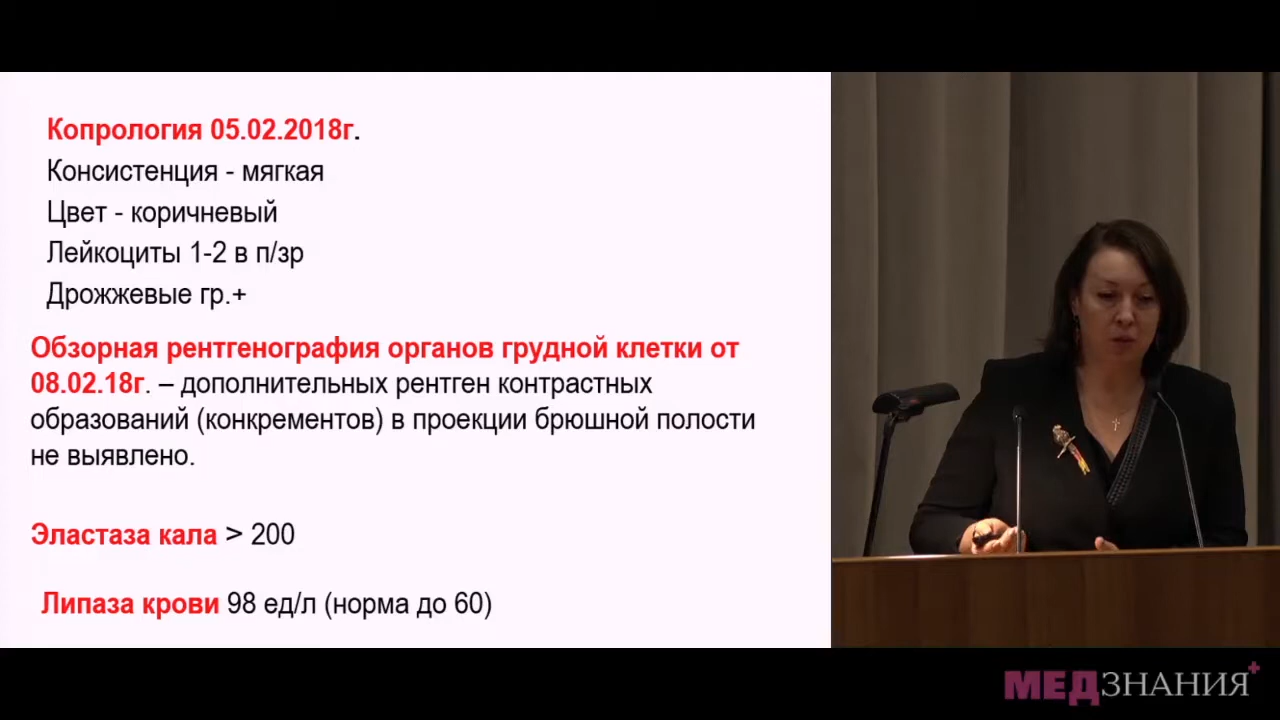 Копрология 05.02.2018г.
Консистенция - мягкая
Цвет - коричневый
Лейкоциты 1-2 в п/зр
Дрожжевые гр.+
Обзорная рентгенография органов грудной клетки от
08.02.18г. – дополнительных рентген контрастных
образований (конкрементов) в проекции брюшной полости
не выявлено.
Эластаза кала > 200
Липаза крови 98 ед/л (норма до 60)
МЕДЗНАНИЯ+